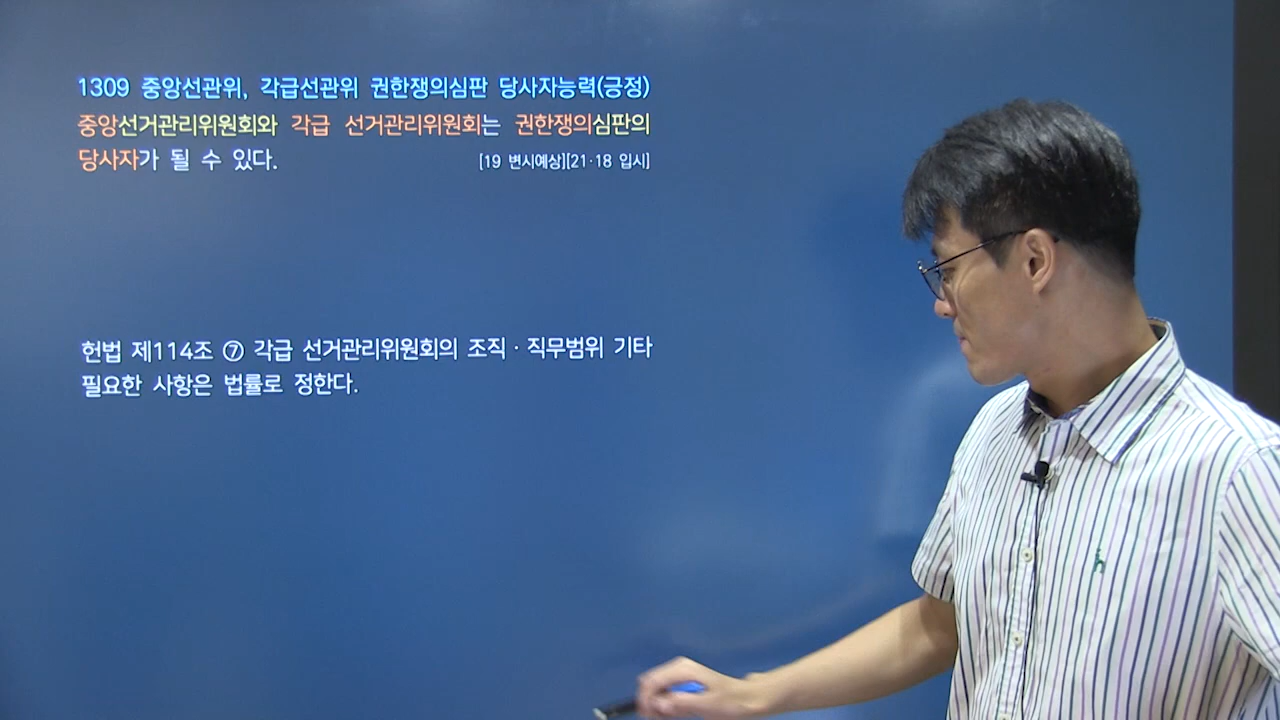 1309 중앙선관위, 각급선관위 권한쟁의심판 당사자능력(긍정)
중앙선거관리위원회와 각급 선거관리위원회는 권한쟁의심판의
당사자가 될 수 있다. [19 변시예상][21·18 입시]
헌법 제114조 ⑦ 각급 선거관리위원회의 조직·직무범위 기타
필요한 사항은 법률로 정한다.